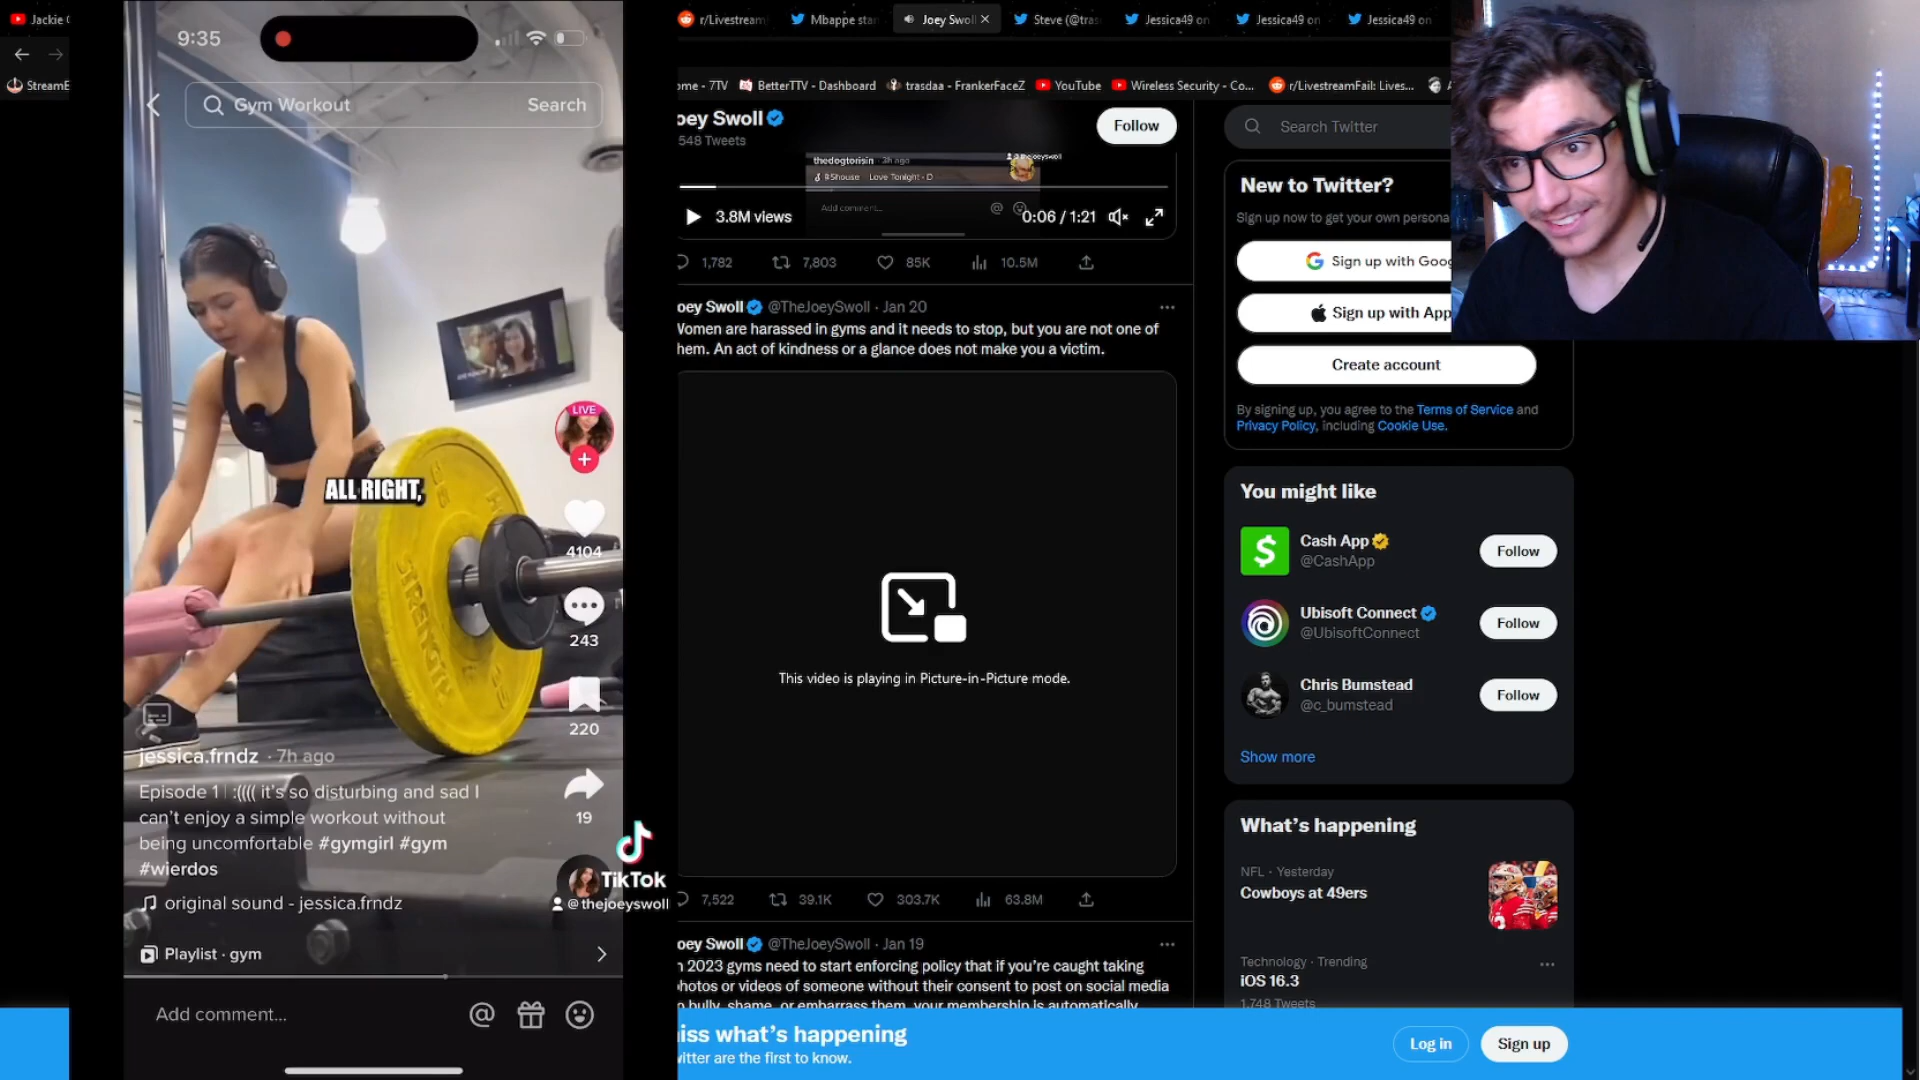 Jackie
StreamE
9:35
Gym Workout
Search
LIVE
ALL RIGHT,
4104
243
220
19
jessica.frndz · 7h ago
Episode 1 :(((( it's so disturbing and sad I
can't enjoy a simple workout without
being uncomfortable #gymgirl #gym
#wierdos
original sound - jessica.frndz
Playlist · gym
Add comment...
TikTok
@thejoeyswoll
r/Livestream
Mbappe star
Joey Swoll
Steve (@tras
Jessica49 on
Jessica49 on
Jessica49 on
ome - 7TV
BetterTTV - Dashboard
trasdaa - FrankerFaceZ
YouTube
Wireless Security - Co...
r/LivestreamFail: Lives...
oey Swoll
548 Tweets
Follow
thedogtorisin · 3h ago
Love Tonight - D
Add comment...
3.8M views
0:06 / 1:21
1,782
7,803
85K
10.5M
oey Swoll @TheJoeySwoll · Jan 20
Women are harassed in gyms and it needs to stop, but you are not one of
hem. An act of kindness or a glance does not make you a victim.
This video is playing in Picture-in-Picture mode.
7,522
39.1K
303.7K
63.8M
oey Swoll @TheJoeySwoll · Jan 19
n 2023 gyms need to start enforcing policy that if you're caught taking
photos or videos of someone without their consent to post on social media
o bully, shame, or embarrass them, your membership is automatically
iss what's happening
witter are the first to know.
Log in
Sign up
Search Twitter
New to Twitter?
Sign up now to get your own persona
Sign up with Goog
Sign up with App
Create account
By signing up, you agree to the Terms of Service and
Privacy Policy, including Cookie Use.
You might like
Cash App
@CashApp
Follow
Ubisoft Connect
@UbisoftConnect
Follow
Chris Bumstead
@c_bumstead
Follow
Show more
What's happening
NFL · Yesterday
Cowboys at 49ers
Technology · Trending
iOS 16.3
1,748 Tweets